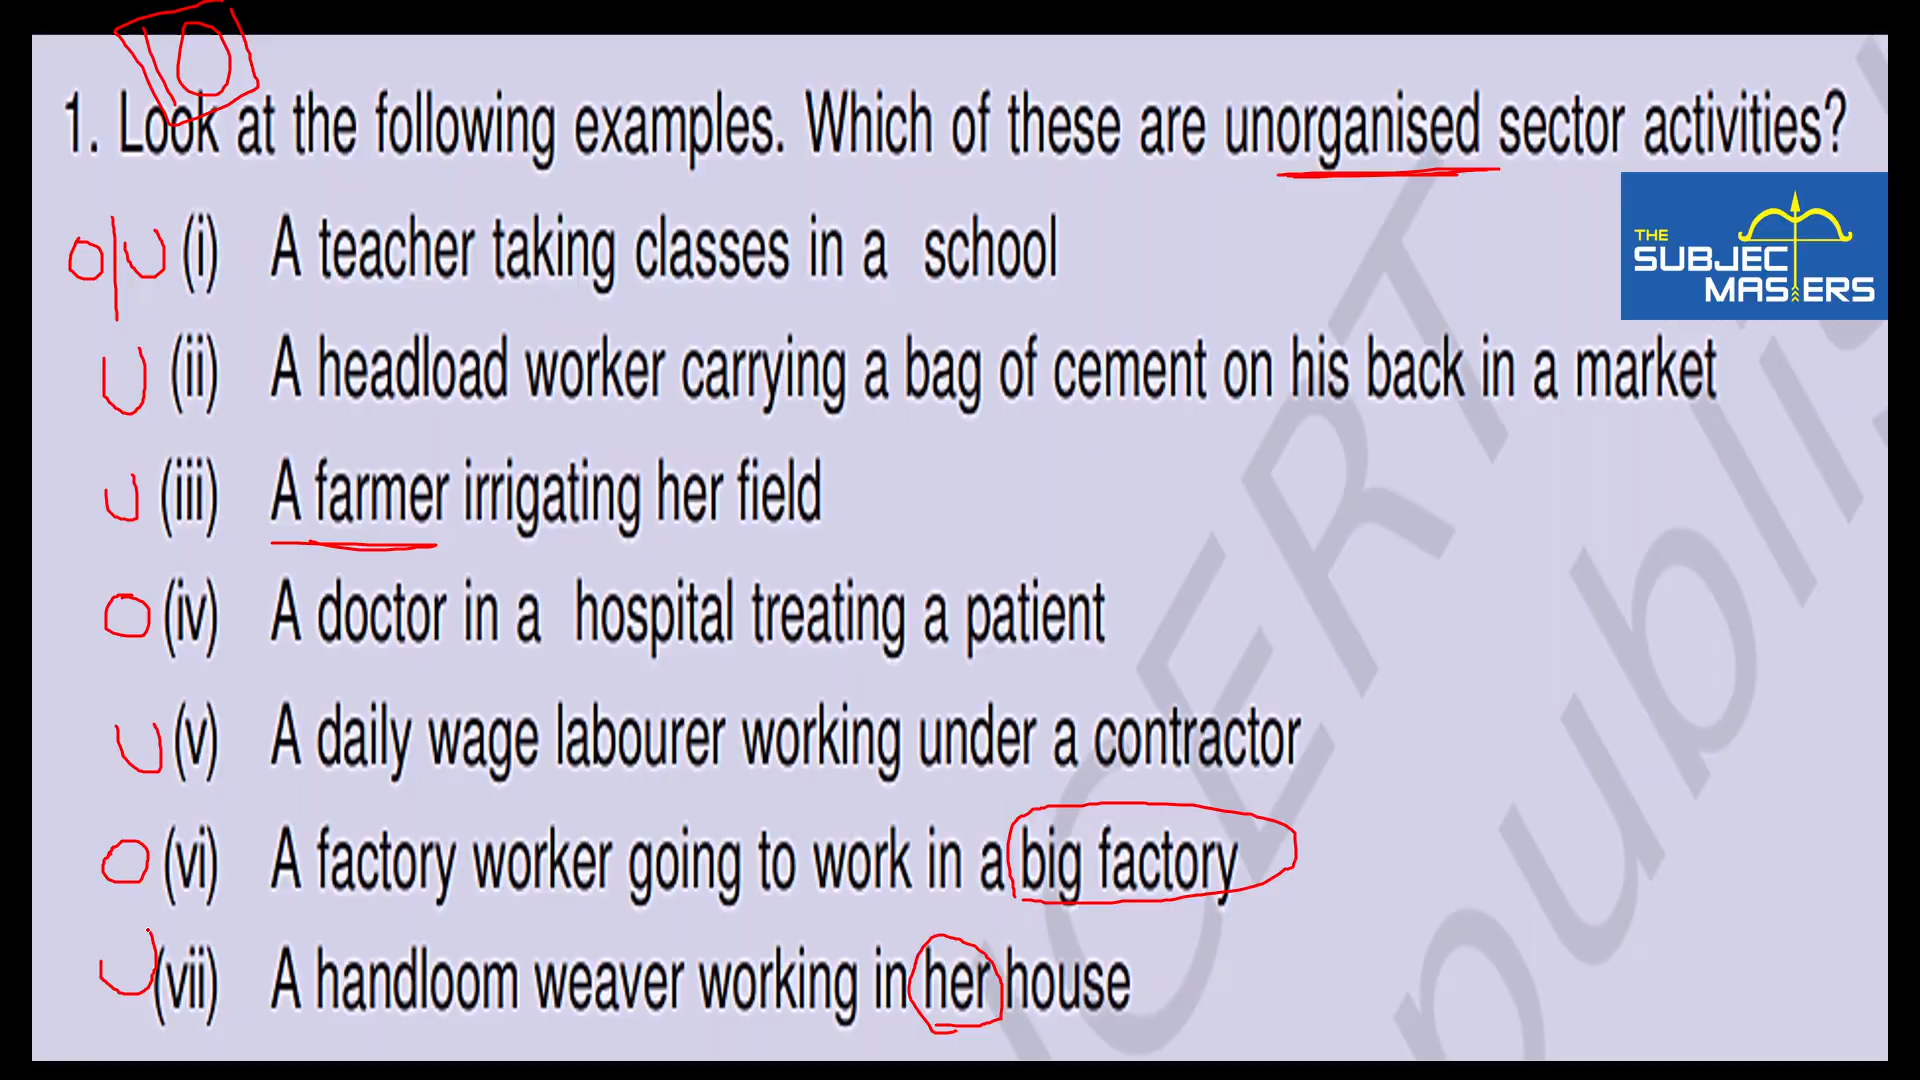 10
1. Look at the following examples. Which of these are unorganised sector activities?
THE
SUBJECT
MASTERS
O/U (i) A teacher taking classes in a school
U (ii) A headload worker carrying a bag of cement on his back in a market
U (iii) A farmer irrigating her field
O (iv) A doctor in a hospital treating a patient
U (v) A daily wage labourer working under a contractor
O (vi) A factory worker going to work in a big factory
U (vii) A handloom weaver working in her house